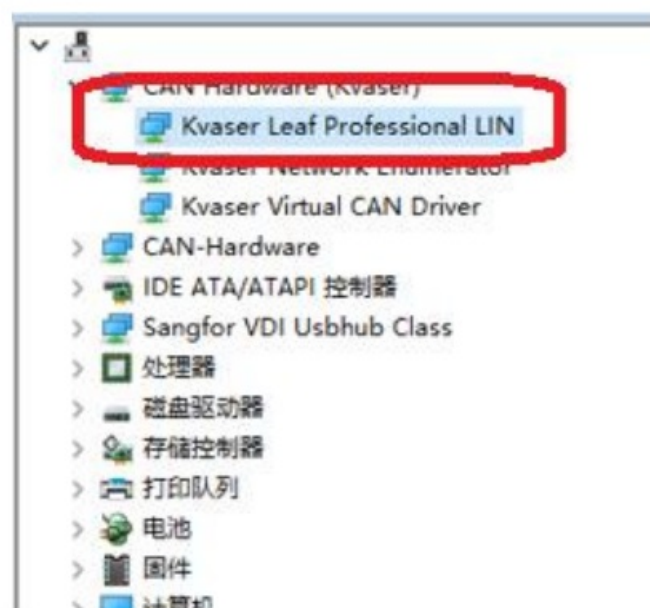 CAN Hardware (Kvaser)
Kvaser Leaf Professional LIN
Kvaser Network Enumerator
Kvaser Virtual CAN Driver
CAN-Hardware
IDE ATA/ATAPI 控制器
Sangfor VDI Usbhub Class
处理器
磁盘驱动器
存储控制器
打印队列
电池
固件
计算机